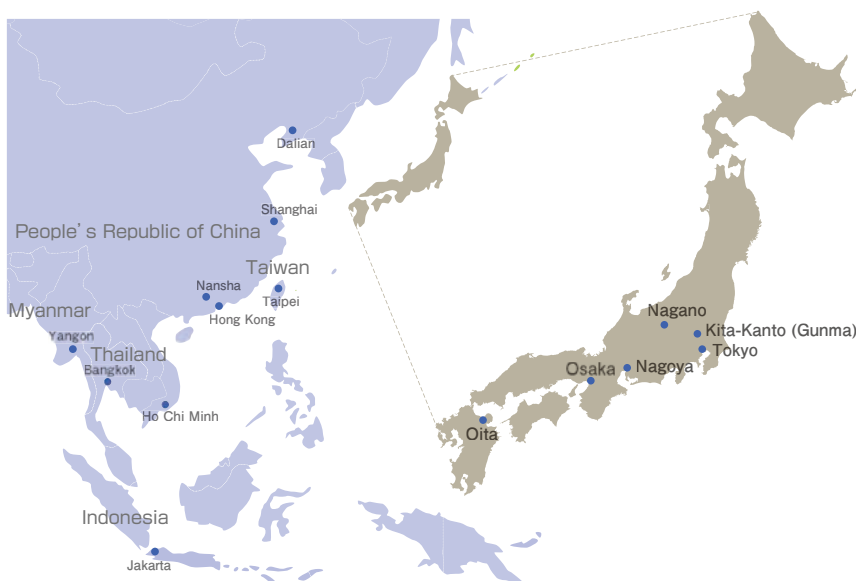 Dalian
Shanghai
People's Republic of China
Taiwan
Nansha
Taipei
Hong Kong
Myanmar
Yangon
Thailand
Bangkok
Ho Chi Minh
Indonesia
Jakarta
Nagano
Kita-Kanto (Gunma)
Tokyo
Nagoya
Osaka
Oita